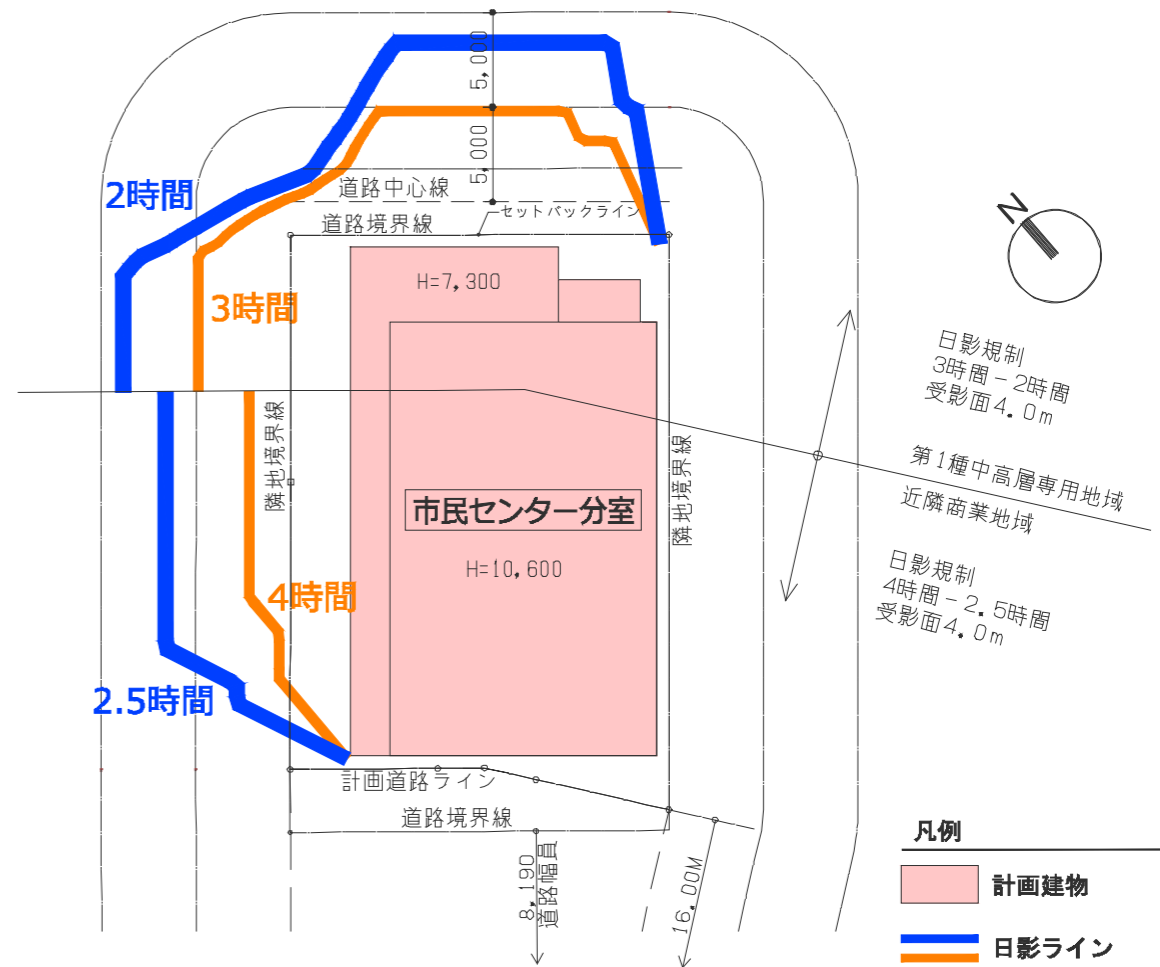 5,000
5,000
2時間
道路中心線
セットバックライン
道路境界線
N
H=7,300
3時間
日影規制
3時間-2時間
受影面4.0m
隣地境界線
隣地境界線
第1種中高層専用地域
近隣商業地域
市民センター分室
H=10,600
日影規制
4時間-2.5時間
受影面4.0m
4時間
2.5時間
計画道路ライン
道路境界線
8,190
道路幅員
16.00M
凡例
計画建物
日影ライン